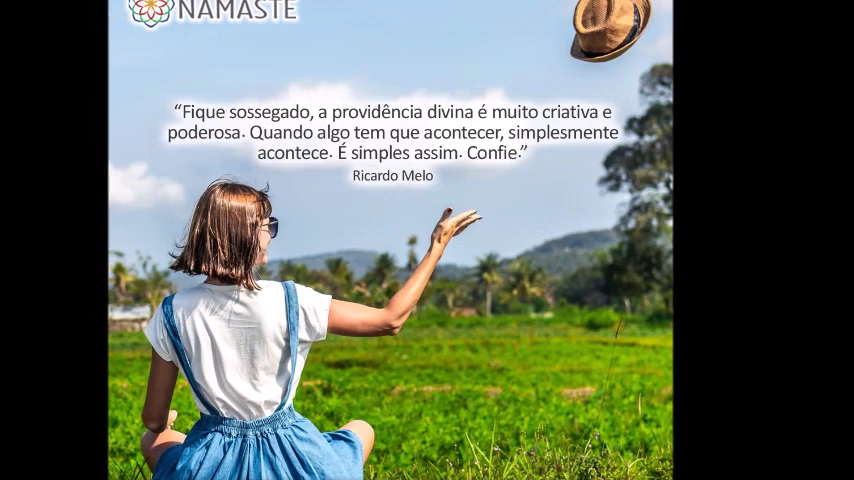 NAMASTÊ
“Fique sossegado, a providência divina é muito criativa e
poderosa. Quando algo tem que acontecer, simplesmente
acontece. É simples assim. Confie.”
Ricardo Melo